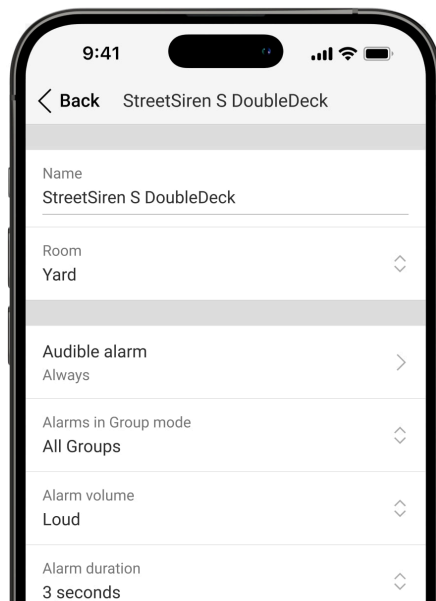 9:41
Back StreetSiren S DoubleDeck
Name
StreetSiren S DoubleDeck
Room
Yard
Audible alarm
Always
Alarms in Group mode
All Groups
Alarm volume
Loud
Alarm duration
3 seconds